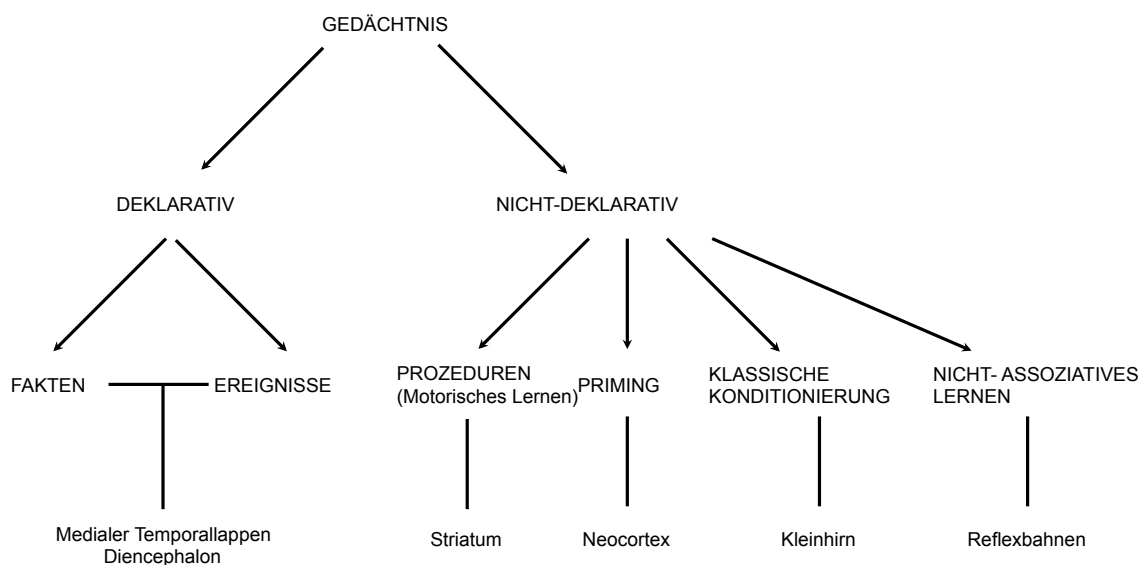 GEDÄCHTNIS
DEKLARATIV
NICHT-DEKLARATIV
FAKTEN
EREIGNISSE
PROZEDUREN
(Motorisches Lernen)
PRIMING
KLASSISCHE
KONDITIONIERUNG
NICHT- ASSOZIATIVES
LERNEN
Medialer Temporallappen
Diencephalon
Striatum
Neocortex
Kleinhirn
Reflexbahnen